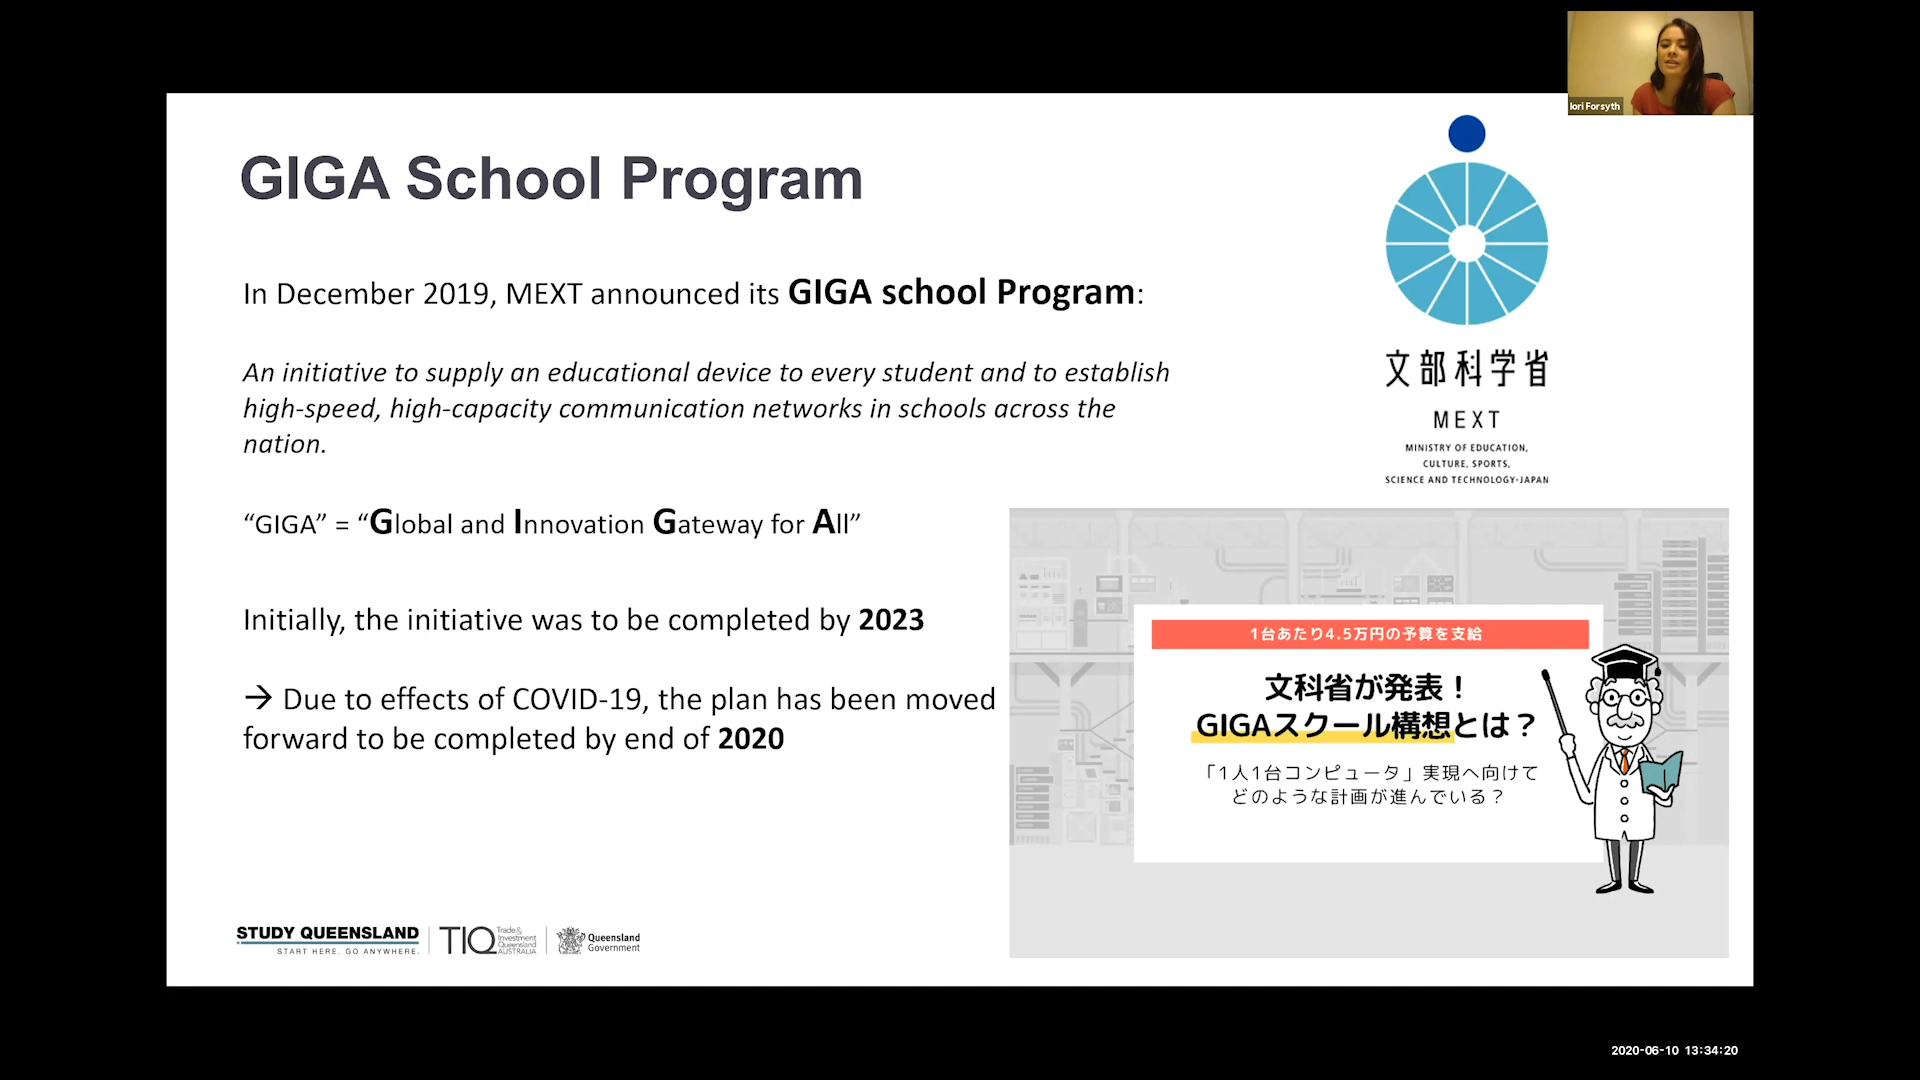 Iori Forsyth
GIGA School Program
In December 2019, MEXT announced its GIGA school Program:
An initiative to supply an educational device to every student and to establish
high-speed, high-capacity communication networks in schools across the
nation.
“GIGA” = “Global and Innovation Gateway for All”
Initially, the initiative was to be completed by 2023
→ Due to effects of COVID-19, the plan has been moved
forward to be completed by end of 2020
文部科学省
MEXT
MINISTRY OF EDUCATION,
CULTURE, SPORTS,
SCIENCE AND TECHNOLOGY-JAPAN
1台あたり4.5万円の予算を支給
文科省が発表！
GIGAスクール構想とは？
「1人1台コンピュータ」実現へ向けて
どのような計画が進んでいる？
STUDY QUEENSLAND
START HERE. GO ANYWHERE.
TIQ
Trade &
Investment
Queensland
AUSTRALIA
Queensland
Government
2020-06-10 13:34:20